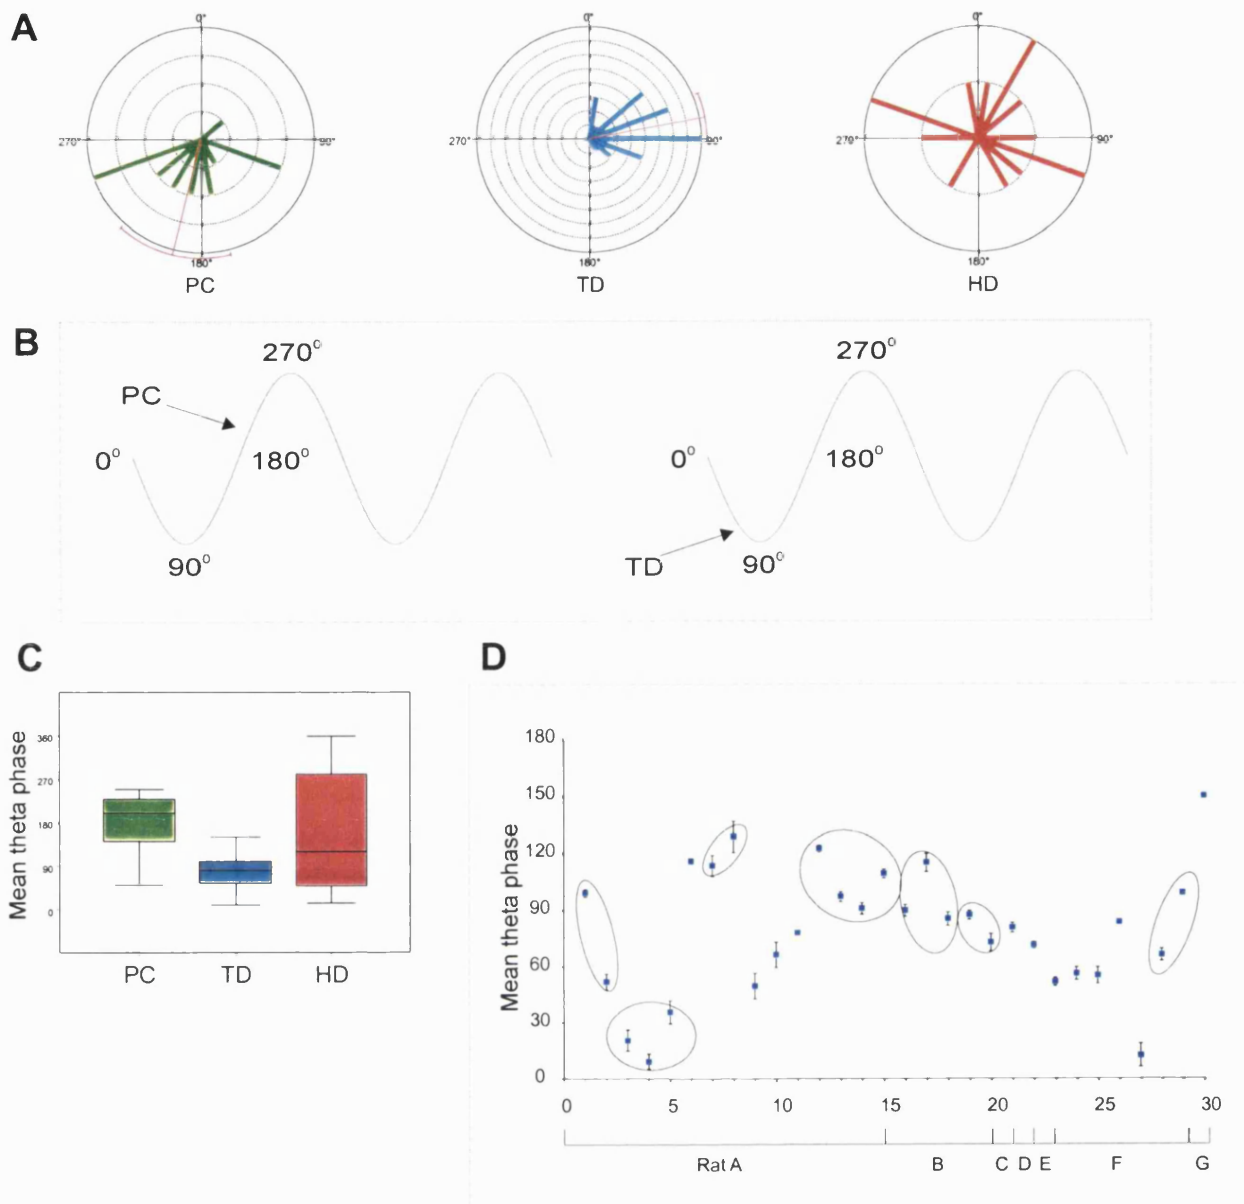 A
0° 0° 0°
270° 90° 270° 90° 270° 90°
180° 180° 180°
PC TD HD
B
270° 270°
PC
0° 180° 0° 180°
TD
90° 90°
C D
Mean theta phase
360
270
180
90
0
PC TD HD
Mean theta phase
180
150
120
90
60
30
0
0 5 10 15 20 25 30
Rat A B C D E F G